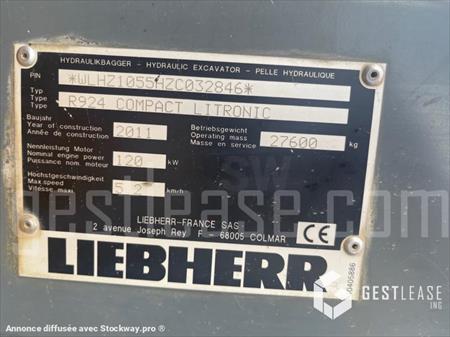 HYDRAULIKBAGGER - HYDRAULIC EXCAVATOR - PELLE HYDRAULIQUE
PIN *WLHZ1055HZC032846*
Typ
Type
Type R924 COMPACT LITRONIC
Baujahr
Year of construction
Année de construction 2011
Betriebsgewicht
Operating mass
Masse en service 27600 kg
Nennleistung Motor
Nominal engine power
Puissance nom. moteur 120 kW
Höchstgeschwindigkeit
Max speed
Vitesse maxi. 5.2 km/h
gestlease.com
LIEBHERR-FRANCE SAS
2 avenue Joseph Rey F - 68005 COLMAR
CE
LIEBHERR
GESTLEASE
INC
Annonce diffusée avec Stockway.pro ®